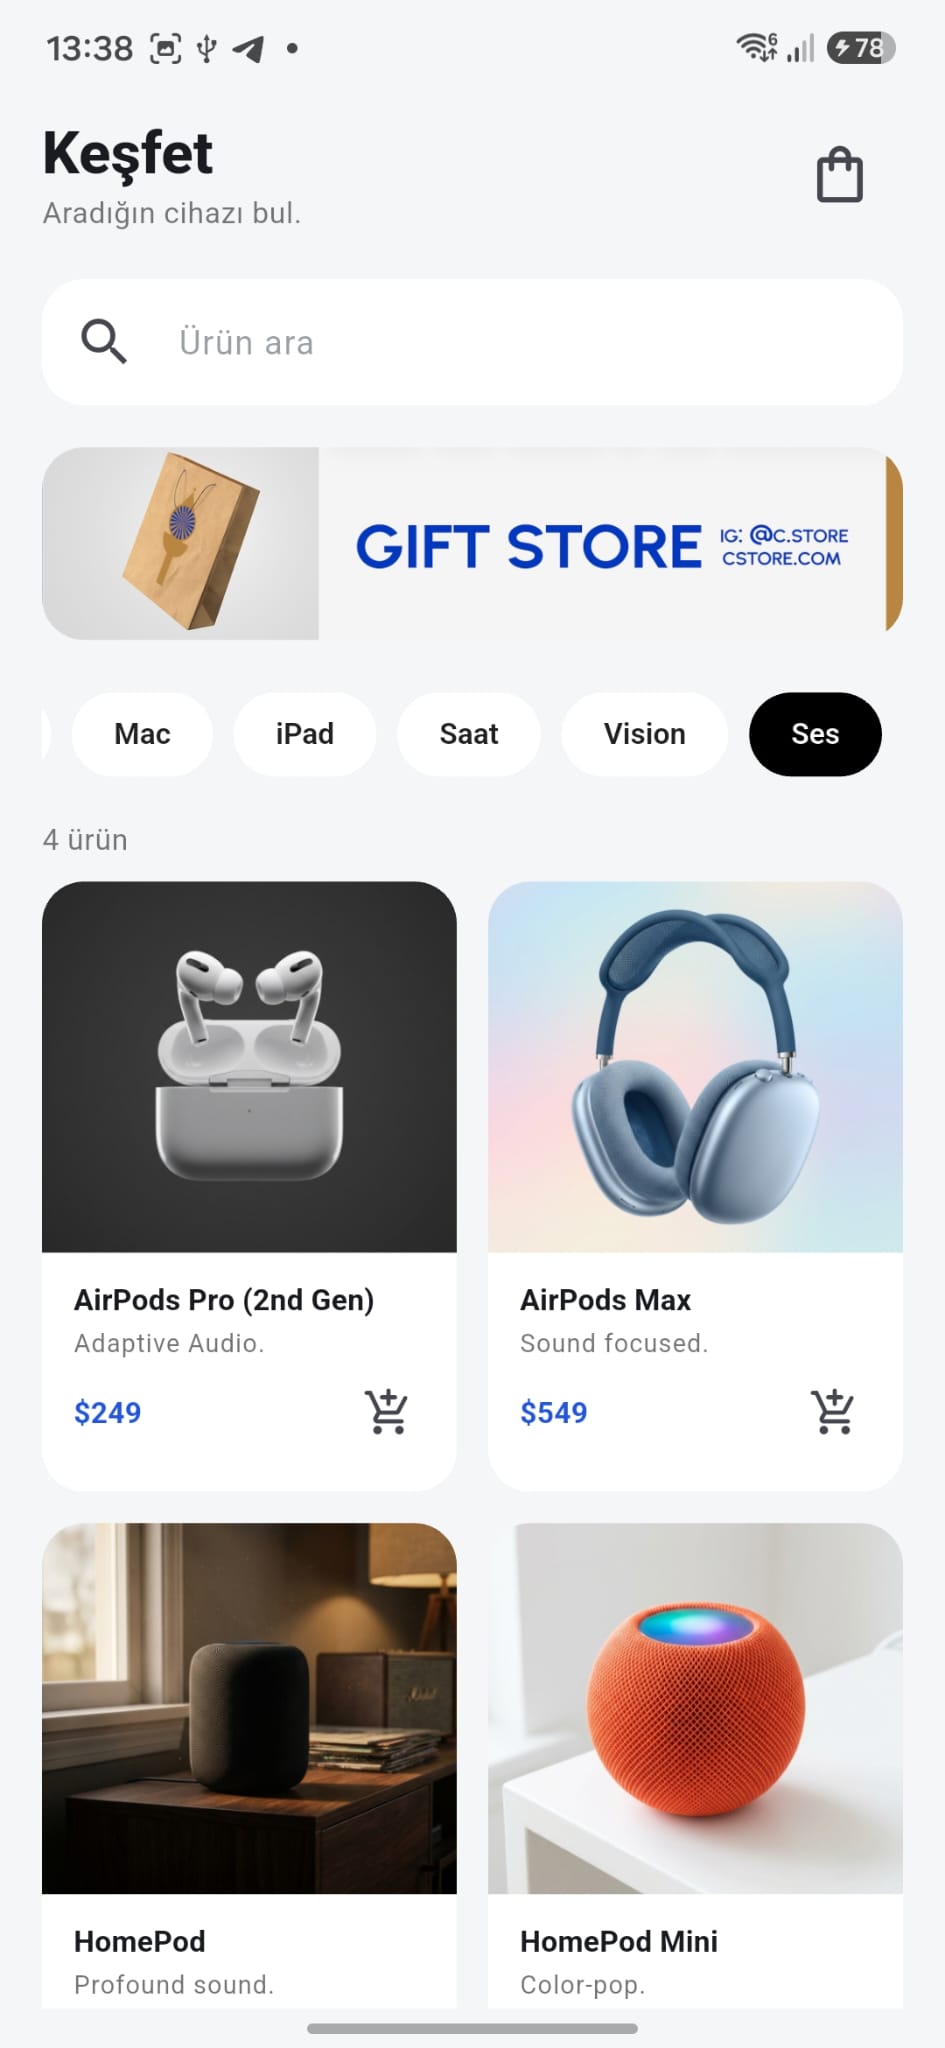 13:38
6
78
Keşfet
Aradığın cihazı bul.
Ürün ara
GIFT STORE
IG: @C.STORE
CSTORE.COM
Mac
iPad
Saat
Vision
Ses
4 ürün
AirPods Pro (2nd Gen)
Adaptive Audio.
$249
AirPods Max
Sound focused.
$549
HomePod
Profound sound.
HomePod Mini
Color-pop.